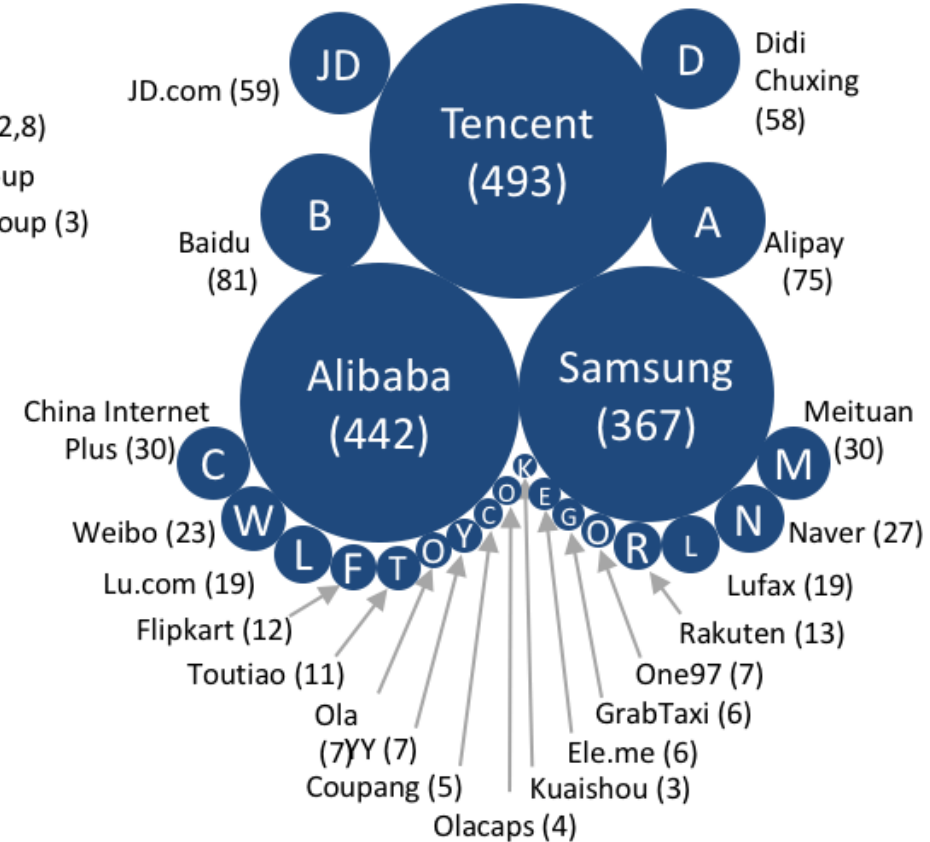 JD
D
Didi
Chuxing
(58)
JD.com (59)
Tencent
(493)
2,8)
up
oup (3)
B
A
Baidu
(81)
Alipay
(75)
Alibaba
(442)
Samsung
(367)
China Internet
Plus (30)
Meituan
(30)
C
K
M
O
E
W
C
G
N
Weibo (23)
Y
O
Naver (27)
L
O
R
L
F
T
Lu.com (19)
Lufax (19)
Flipkart (12)
Rakuten (13)
Toutiao (11)
One97 (7)
Ola
(7)
GrabTaxi (6)
YY (7)
Ele.me (6)
Coupang (5)
Kuaishou (3)
Olacaps (4)